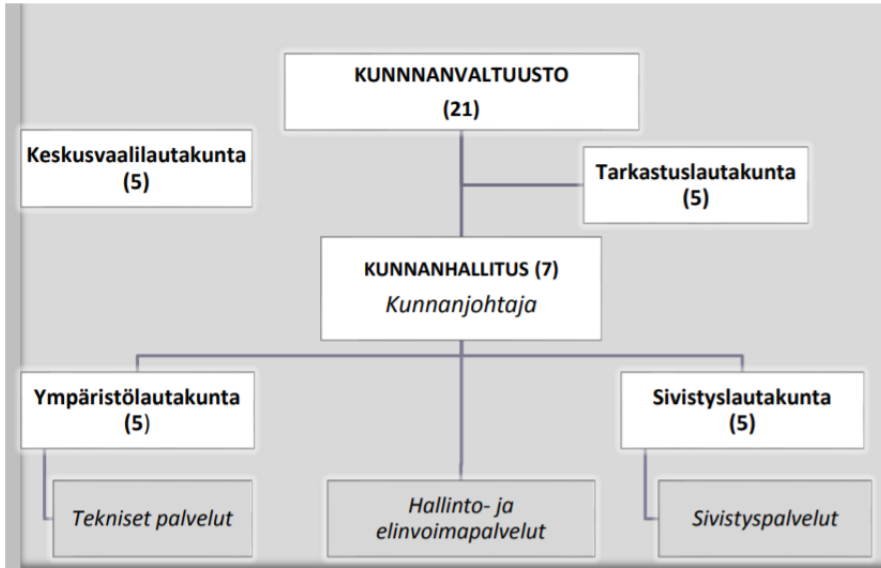 KUNNNANVALTUUSTO
(21)
Keskusvaalilautakunta
(5)
Tarkastuslautakunta
(5)
KUNNANHALLITUS (7)
Kunnanjohtaja
Ympäristölautakunta
(5)
Sivistyslautakunta
(5)
Tekniset palvelut
Hallinto- ja
elinvoimapalvelut
Sivistyspalvelut